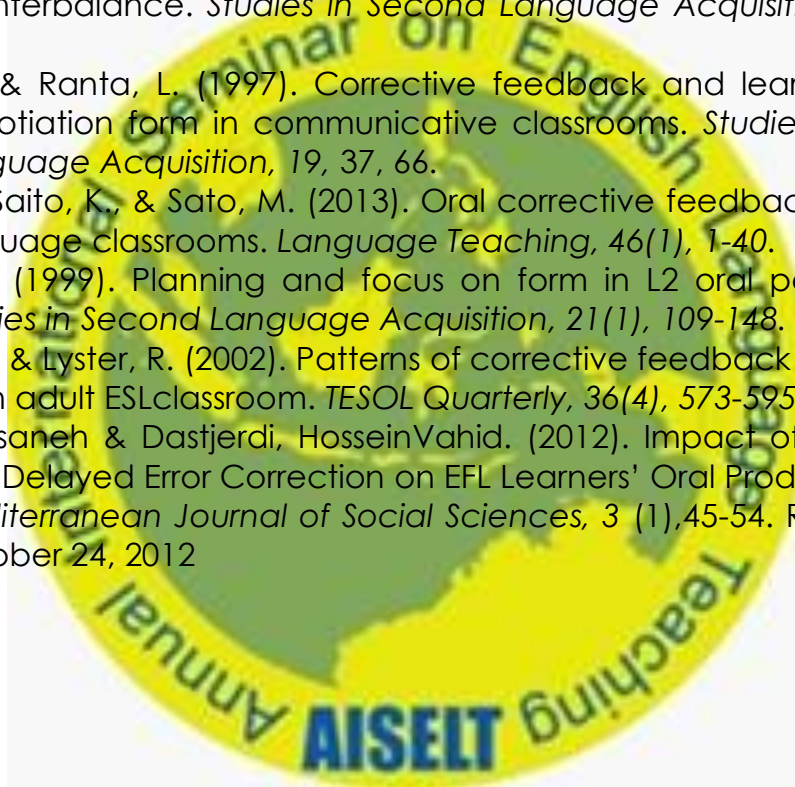 nterbalance. Studies in Second Language Acquisiti
& Ranta, L. (1997). Corrective feedback and lear
otiation form in communicative classrooms. Studie
guage Acquisition, 19, 37, 66.
Saito, K., & Sato, M. (2013). Oral corrective feedbac
uage classrooms. Language Teaching, 46(1), 1-40.
(1999). Planning and focus on form in L2 oral pe
ies in Second Language Acquisition, 21(1), 109-148.
& Lyster, R. (2002). Patterns of corrective feedback
n adult ESLclassroom. TESOL Quarterly, 36(4), 573-595
saneh & Dastjerdi, HosseinVahid. (2012). Impact of
Delayed Error Correction on EFL Learners' Oral Prod
iterranean Journal of Social Sciences, 3 (1),45-54. R
ober 24, 2012
Annual International Seminar on English Language Teaching
AISELT